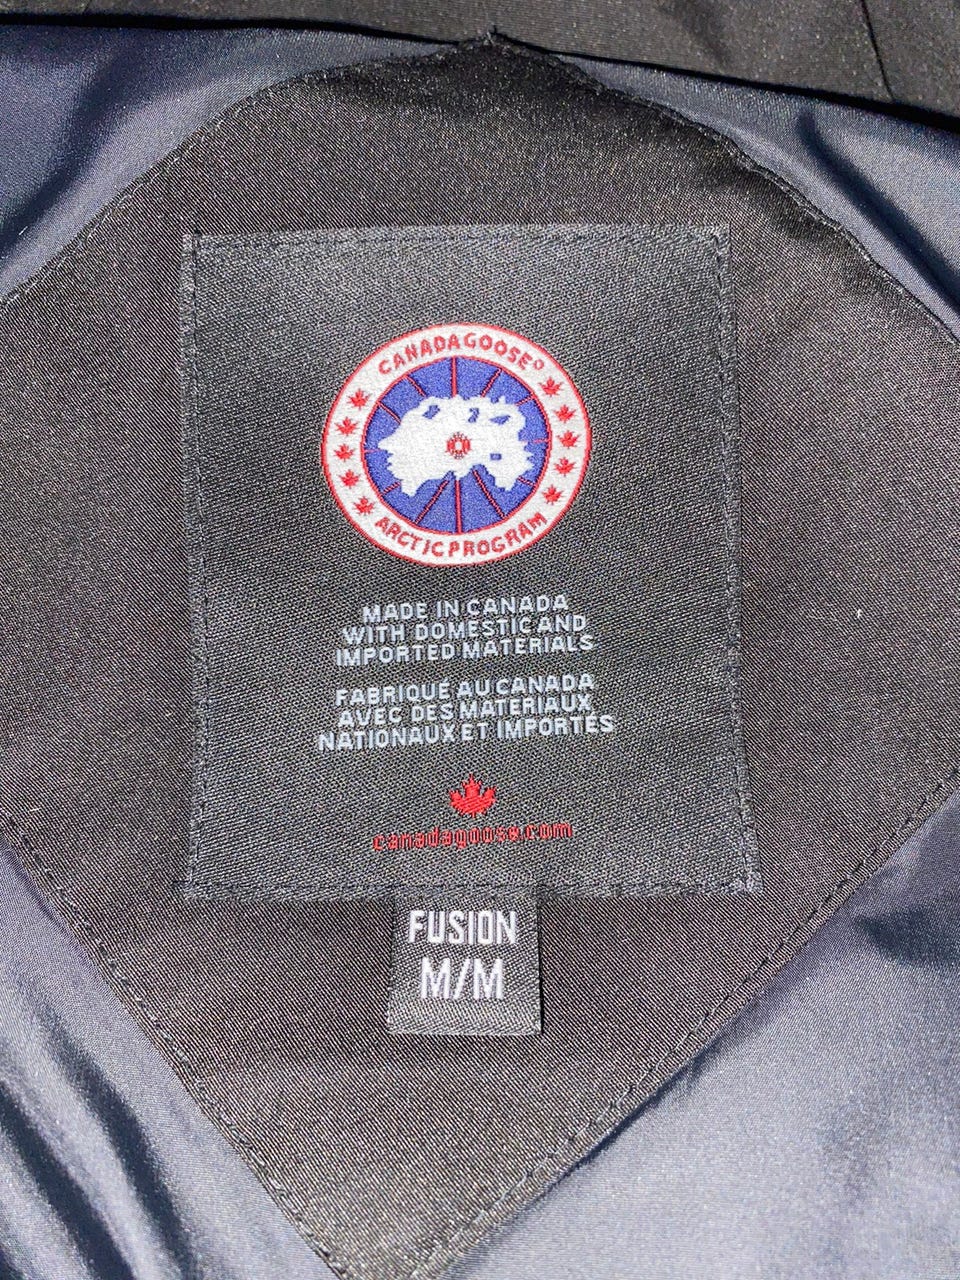 CANADA GOOSE®
ARCTIC PROGRAM
MADE IN CANADA
WITH DOMESTIC AND
IMPORTED MATERIALS
FABRIQUÉ AU CANADA
AVEC DES MATERIAUX
NATIONAUX ET IMPORTÉS
canadagoose.com
FUSION
M/M